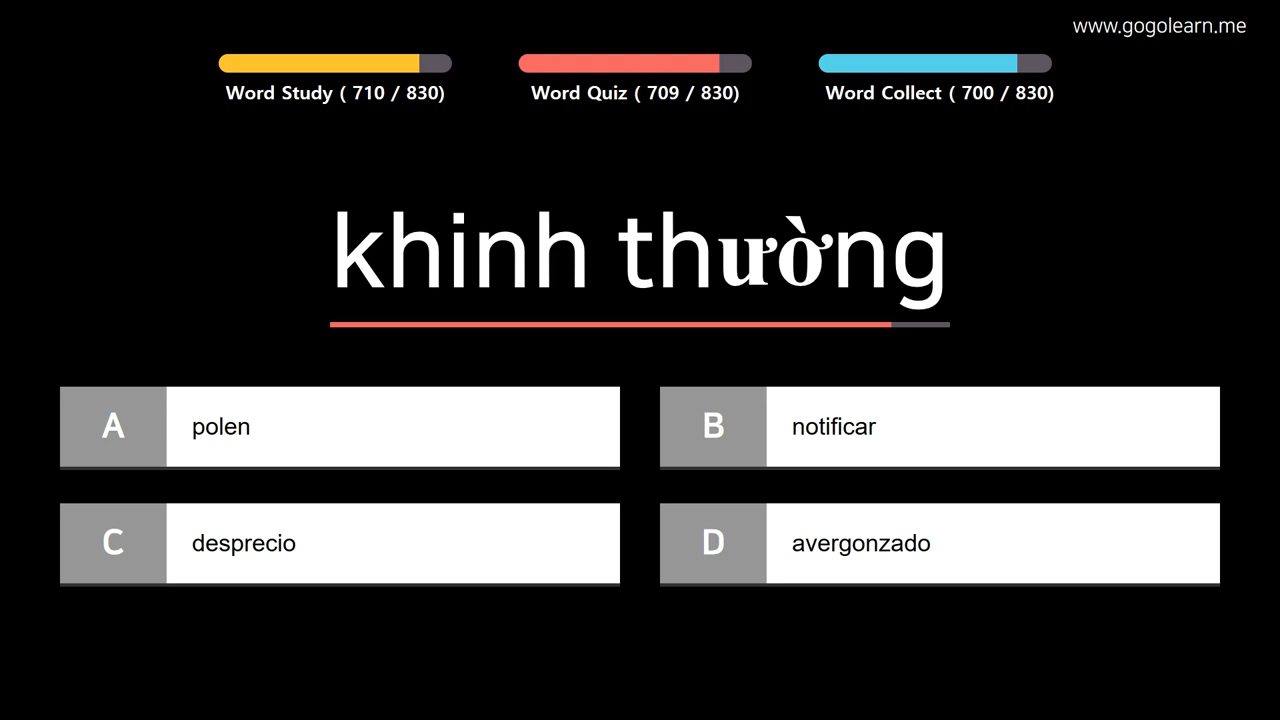 www.gogolearn.me
Word Study ( 710 / 830)
Word Quiz ( 709 / 830)
Word Collect ( 700 / 830)
khinh thường
A polen
B notificar
C desprecio
D avergonzado